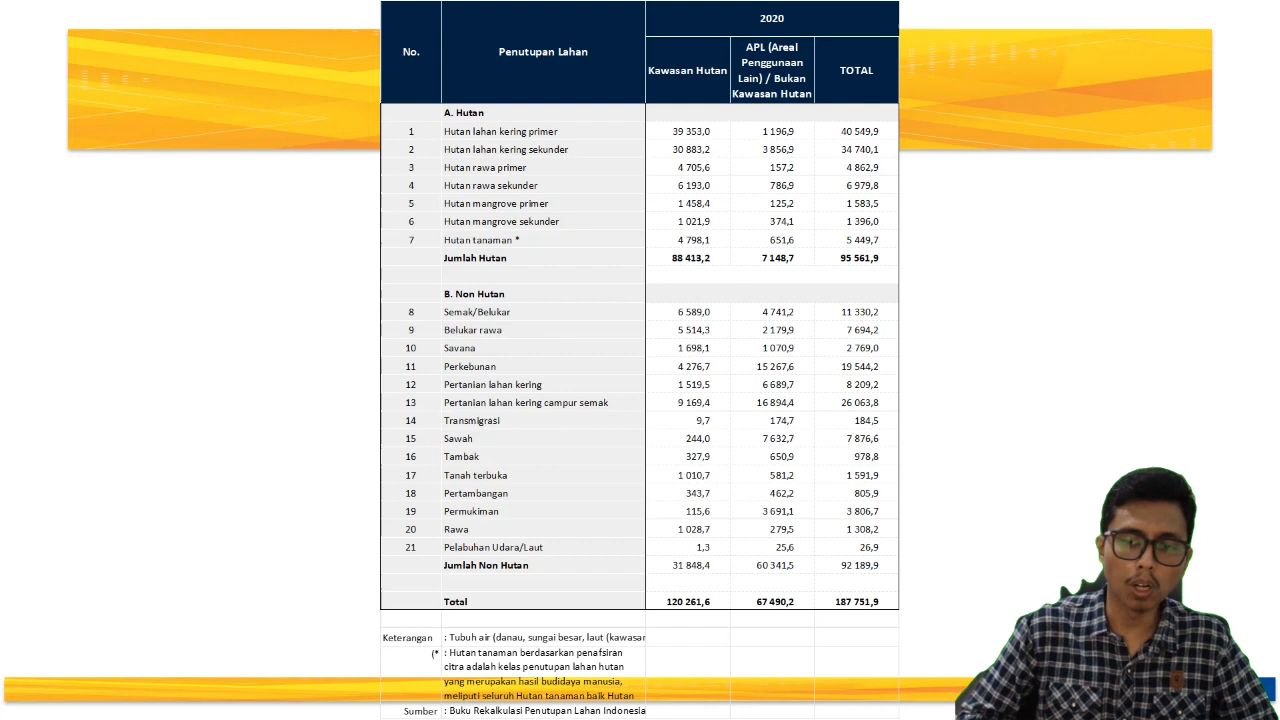 2020
No. Penutupan Lahan Kawasan Hutan APL (Areal Penggunaan Lain) / Bukan Kawasan Hutan TOTAL
A. Hutan
1 Hutan lahan kering primer 39 353,0 1 196,9 40 549,9
2 Hutan lahan kering sekunder 30 883,2 3 856,9 34 740,1
3 Hutan rawa primer 4 705,6 157,2 4 862,9
4 Hutan rawa sekunder 6 193,0 786,9 6 979,8
5 Hutan mangrove primer 1 458,4 125,2 1 583,5
6 Hutan mangrove sekunder 1 021,9 374,1 1 396,0
7 Hutan tanaman * 4 798,1 651,6 5 449,7
Jumlah Hutan 88 413,2 7 148,7 95 561,9
B. Non Hutan
8 Semak/Belukar 6 589,0 4 741,2 11 330,2
9 Belukar rawa 5 514,3 2 179,9 7 694,2
10 Savana 1 698,1 1 070,9 2 769,0
11 Perkebunan 4 276,7 15 267,6 19 544,2
12 Pertanian lahan kering 1 519,5 6 689,7 8 209,2
13 Pertanian lahan kering campur semak 9 169,4 16 894,4 26 063,8
14 Transmigrasi 9,7 174,7 184,5
15 Sawah 244,0 7 632,7 7 876,6
16 Tambak 327,9 650,9 978,8
17 Tanah terbuka 1 010,7 581,2 1 591,9
18 Pertambangan 343,7 462,2 805,9
19 Permukiman 115,6 3 691,1 3 806,7
20 Rawa 1 028,7 279,5 1 308,2
21 Pelabuhan Udara/Laut 1,3 25,6 26,9
Jumlah Non Hutan 31 848,4 60 341,5 92 189,9
Total 120 261,6 67 490,2 187 751,9
Keterangan : Tubuh air (danau, sungai besar, laut (kawasar
(* : Hutan tanaman berdasarkan penafsiran
citra adalah kelas penutupan lahan hutan
yang merupakan hasil budidaya manusia,
meliputi seluruh Hutan tanaman baik Hutan
Sumber : Buku Rekalkulasi Penutupan Lahan Indonesia